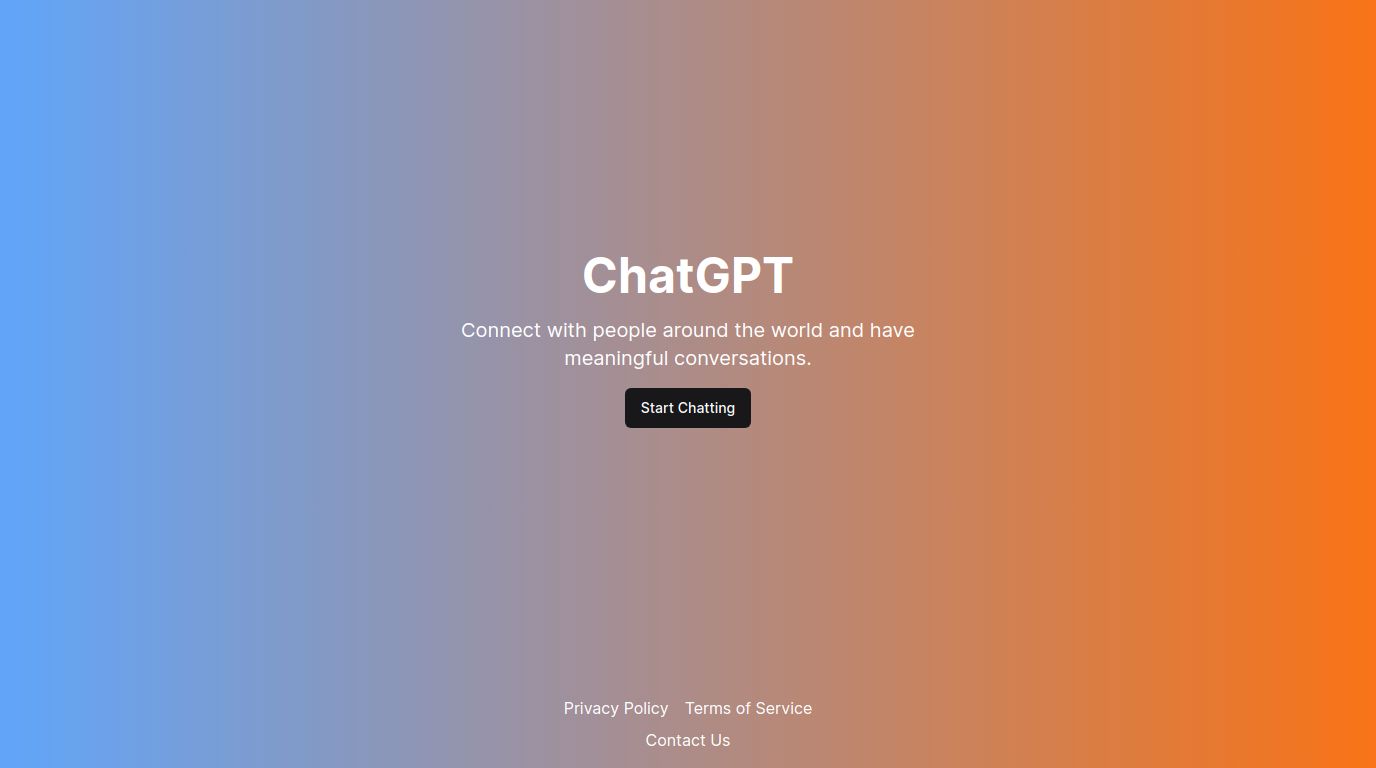 ChatGPT
Connect with people around the world and have
meaningful conversations.
Start Chatting
Privacy Policy Terms of Service
Contact Us